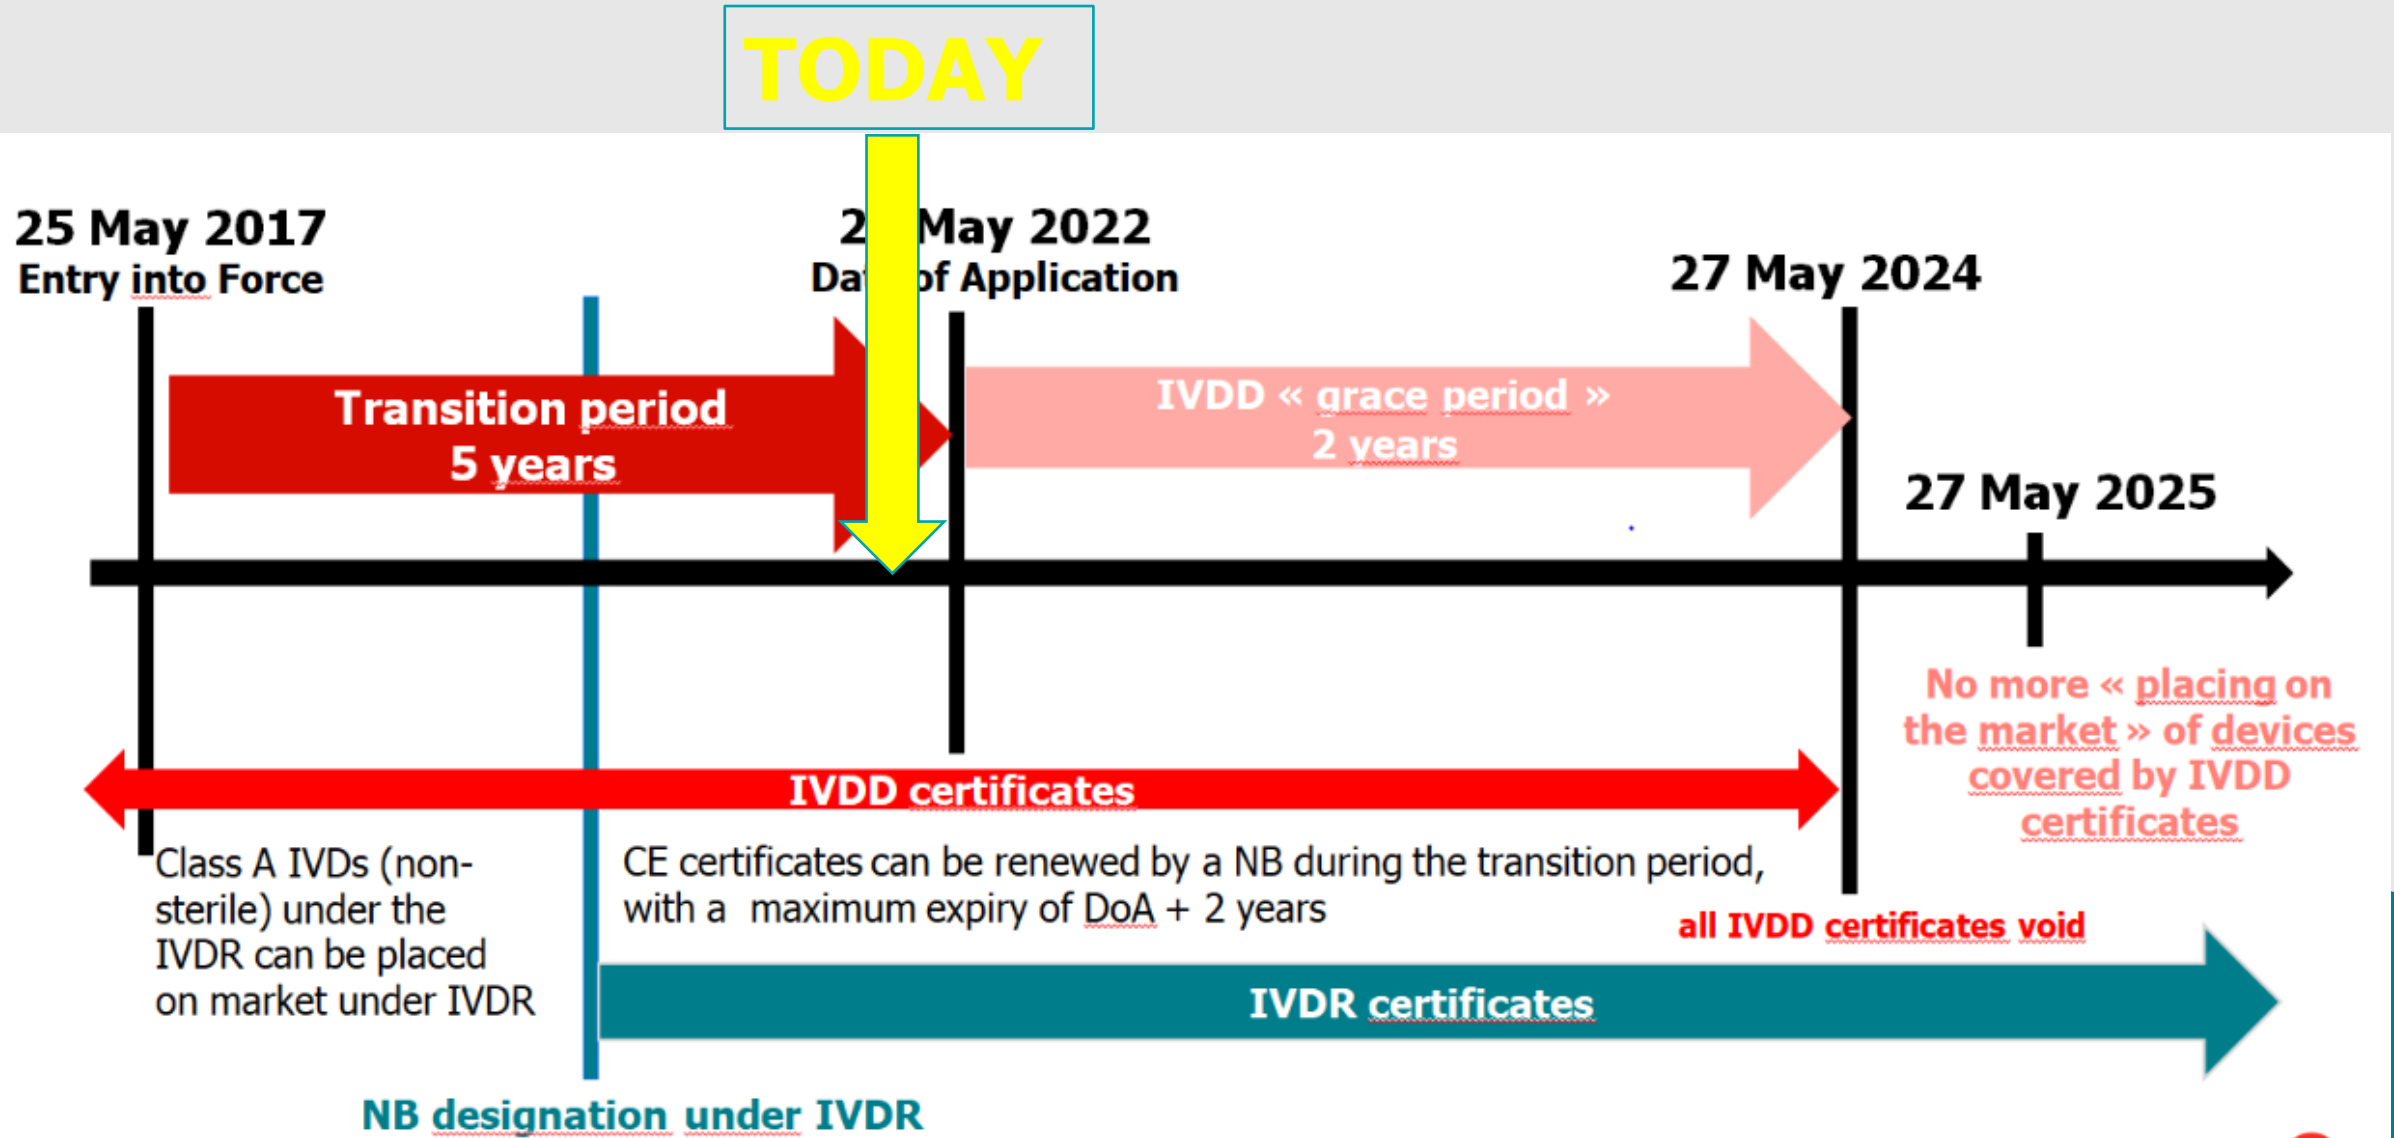 TODAY
25 May 2017
Entry into Force
2 May 2022
of Application
27 May 2024
Transition period
5 years
IVDD « grace period »
2 years
27 May 2025
No more « placing on
the market » of devices
covered by IVDD
certificates
IVDD certificates
Class A IVDs (non-
sterile) under the
IVDR can be placed
on market under IVDR
CE certificates can be renewed by a NB during the transition period,
with a maximum expiry of DoA + 2 years
all IVDD certificates void
IVDR certificates
NB designation under IVDR